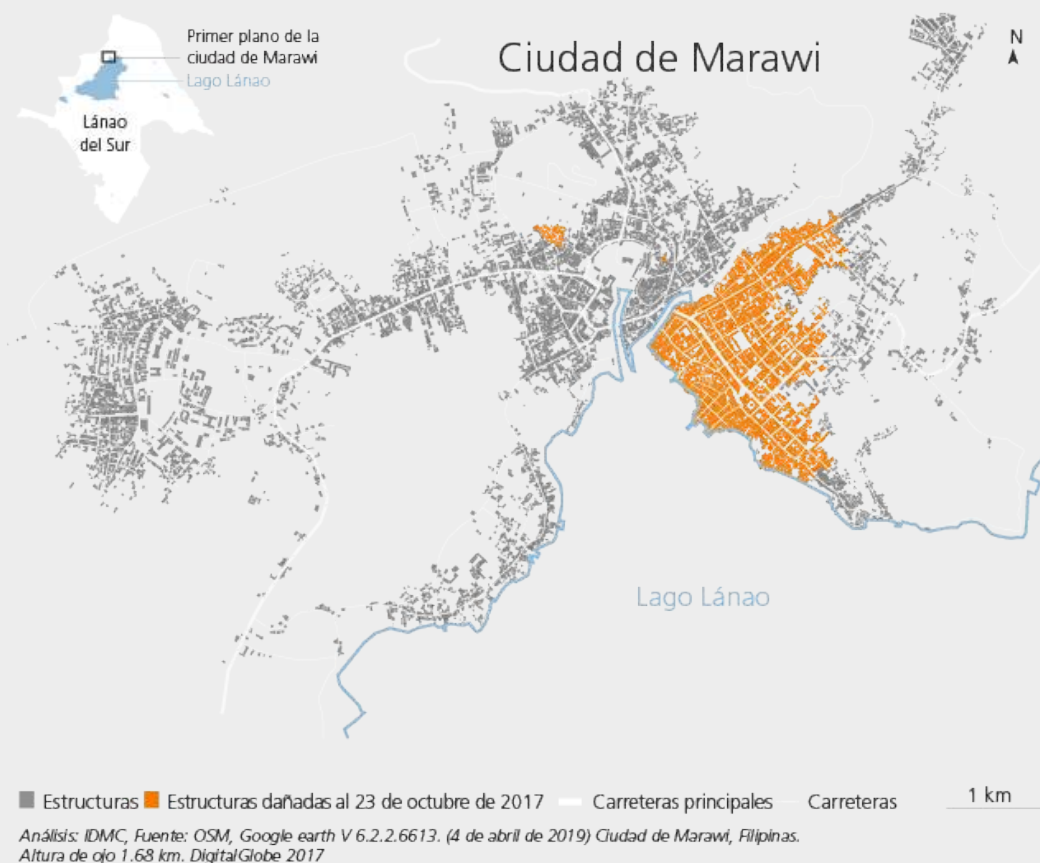 Primer plano de la
ciudad de Marawi
Lago Lánao
Lánao
del Sur
Ciudad de Marawi
N
Lago Lánao
Estructuras Estructuras dañadas al 23 de octubre de 2017 Carreteras principales Carreteras 1 km
Análisis: IDMC, Fuente: OSM, Google earth V 6.2.2.6613. (4 de abril de 2019) Ciudad de Marawi, Filipinas.
Altura de ojo 1.68 km. DigitalGlobe 2017